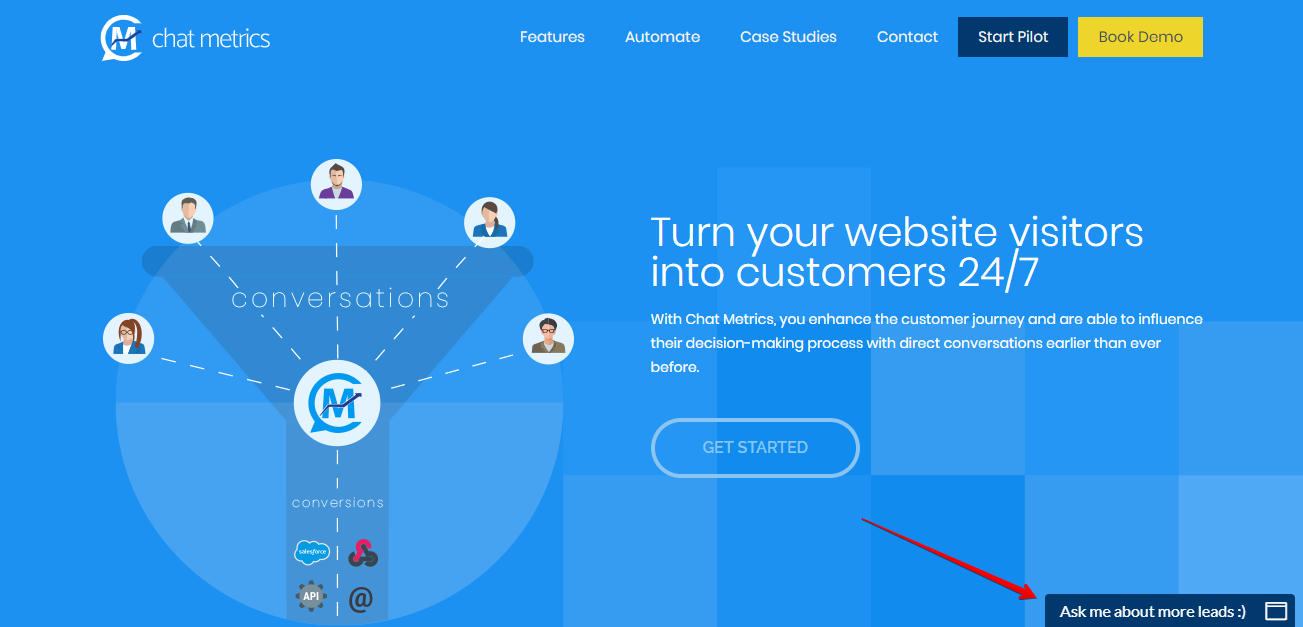 M chat metrics
Features Automate Case Studies Contact Start Pilot Book Demo
conversations
M
conversions
salesforce
API
@
Turn your website visitors
into customers 24/7
With Chat Metrics, you enhance the customer journey and are able to influence
their decision-making process with direct conversations earlier than ever
before.
GET STARTED
Ask me about more leads :)